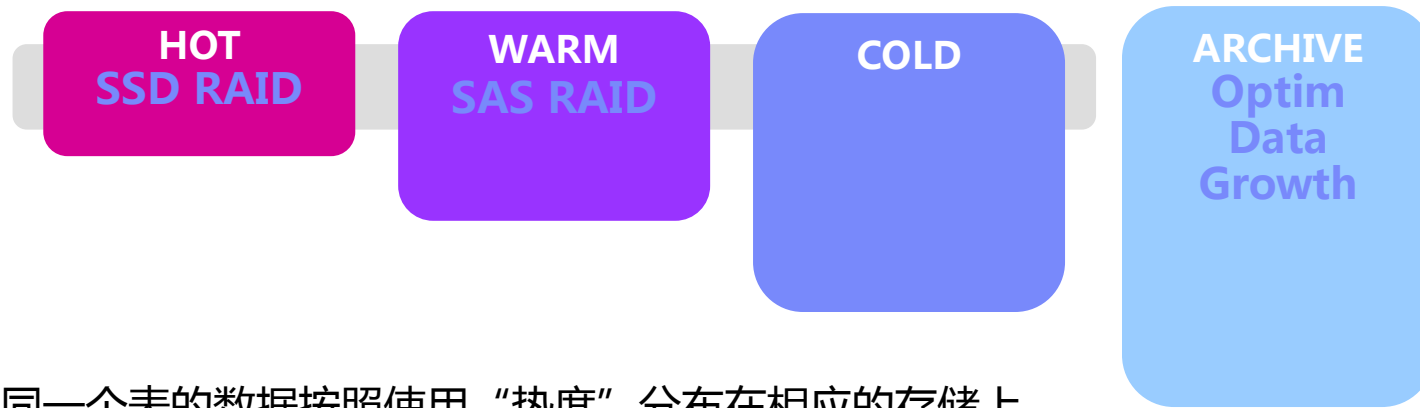 HOT
SSD RAID
WARM
SAS RAID
COLD
ARCHIVE
Optim
Data
Growth
同一个表的数据按照使用“热度”分布在相应的存储上